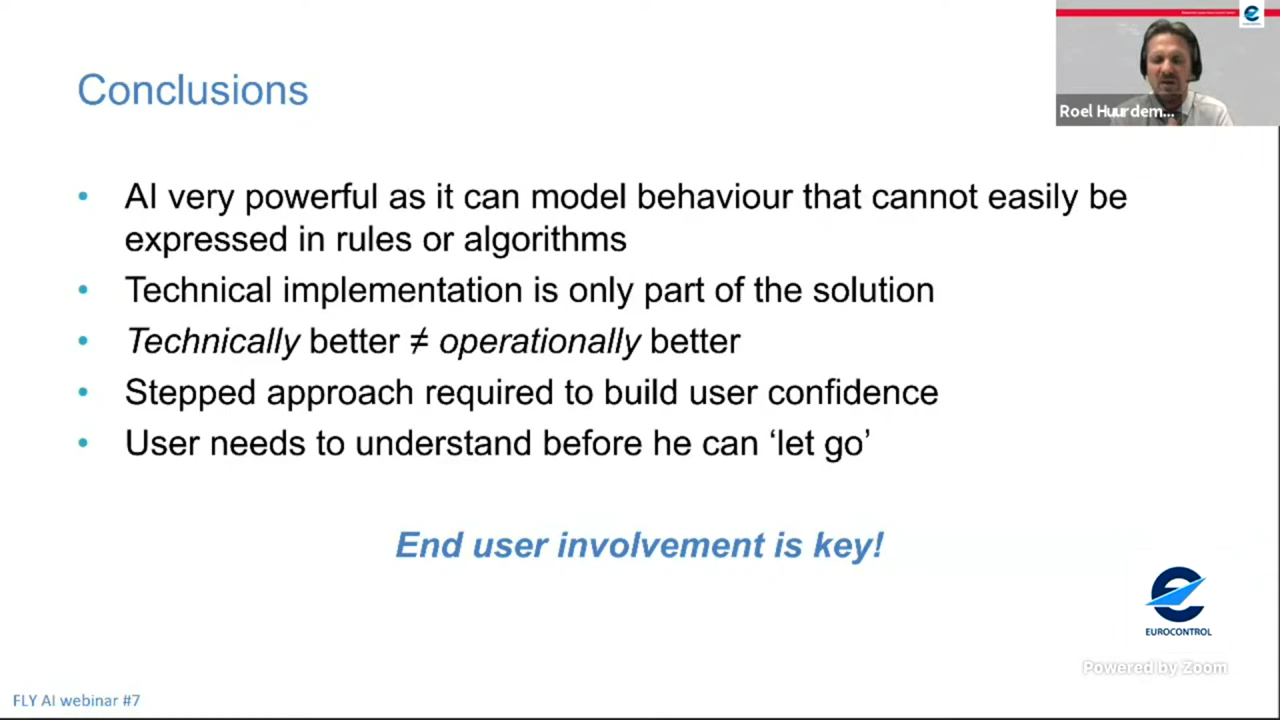 EUROCONTROL
Roel Huurdem...
Conclusions
• AI very powerful as it can model behaviour that cannot easily be
expressed in rules or algorithms
• Technical implementation is only part of the solution
• Technically better ≠ operationally better
• Stepped approach required to build user confidence
• User needs to understand before he can ‘let go’
End user involvement is key!
EUROCONTROL
Powered by Zoom
FLY AI webinar #7